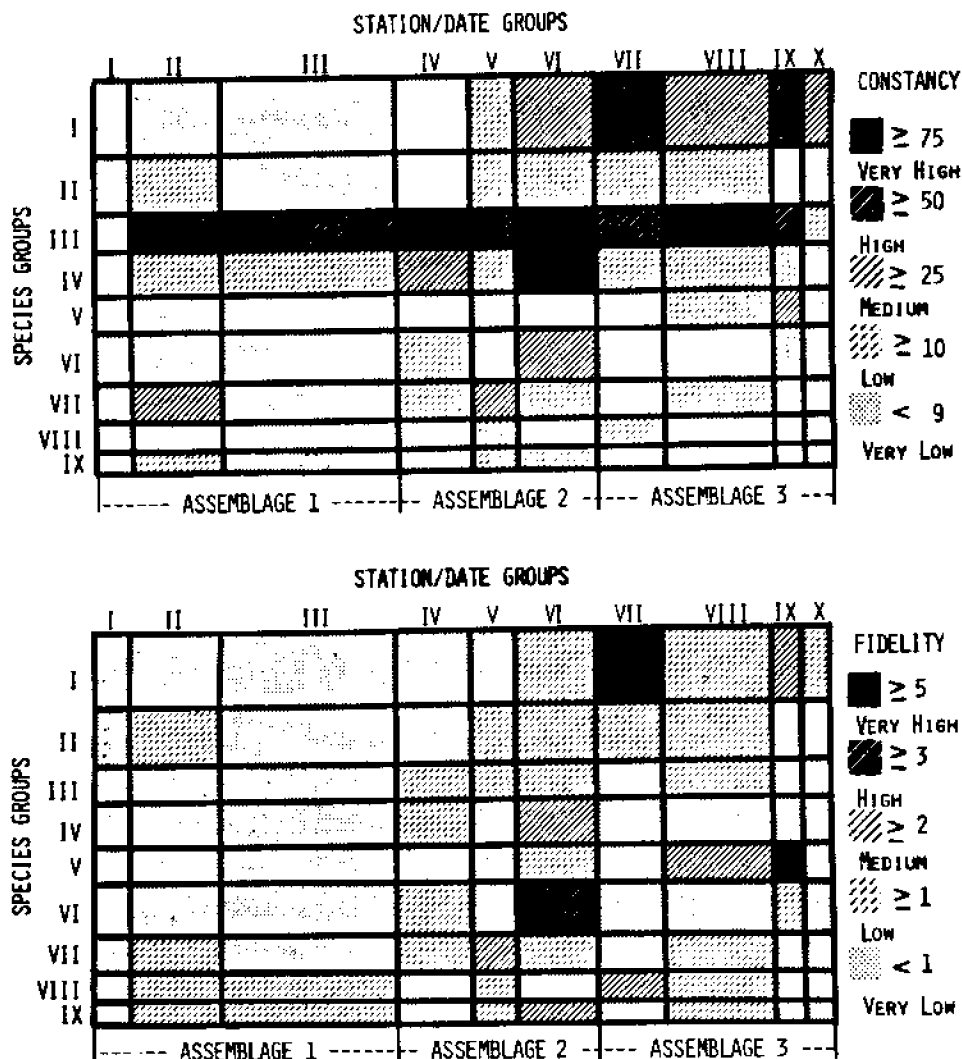 STATION/DATE GROUPS
I II III IV V VI VII VIII IX X
CONSTANCY
SPECIES GROUPS
I
II
III
IV
V
VI
VII
VIII
IX
≥ 75
VERY HIGH
≥ 50
HIGH
≥ 25
MEDIUM
≥ 10
LOW
< 9
VERY LOW
ASSEMBLAGE 1 ASSEMBLAGE 2 ASSEMBLAGE 3
STATION/DATE GROUPS
I II III IV V VI VII VIII IX X
FIDELITY
SPECIES GROUPS
I
II
III
IV
V
VI
VII
VIII
IX
≥ 5
VERY HIGH
≥ 3
HIGH
≥ 2
MEDIUM
≥ 1
LOW
< 1
VERY LOW
ASSEMBLAGE 1 ASSEMBLAGE 2 ASSEMBLAGE 3